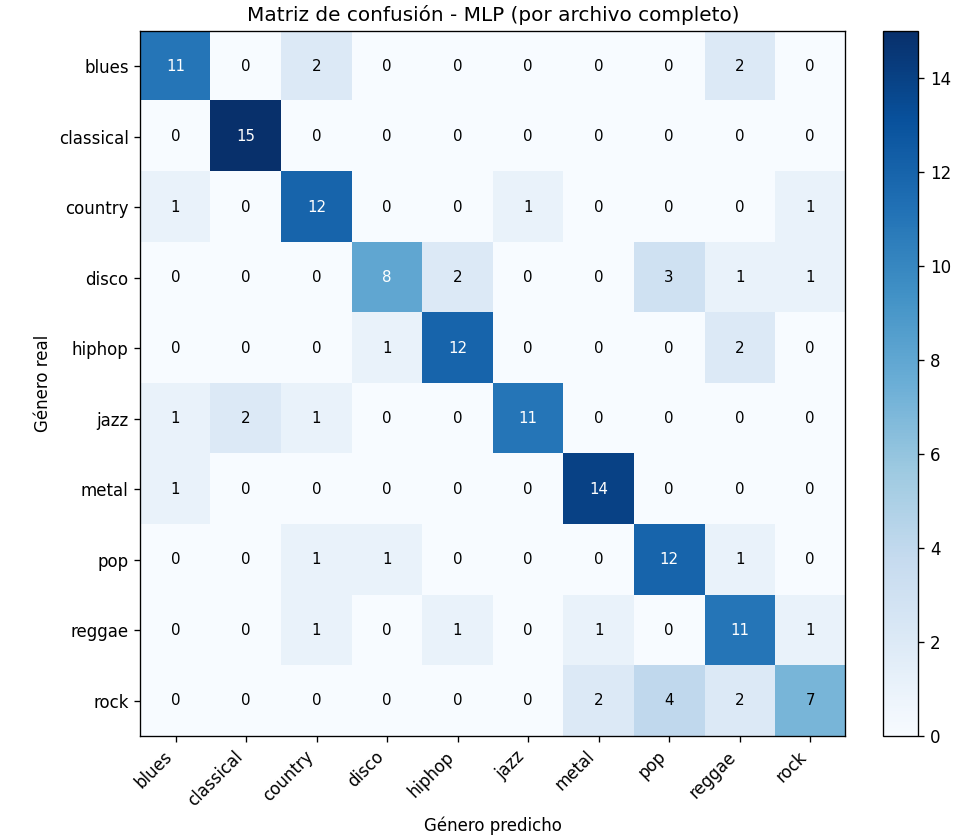 Matriz de confusión - MLP (por archivo completo)
Género real
blues 11 0 2 0 0 0 0 0 2 0
classical 0 15 0 0 0 0 0 0 0 0
country 1 0 12 0 0 1 0 0 0 1
disco 0 0 0 8 2 0 0 3 1 1
hiphop 0 0 0 1 12 0 0 0 2 0
jazz 1 2 1 0 0 11 0 0 0 0
metal 1 0 0 0 0 0 14 0 0 0
pop 0 0 1 1 0 0 0 12 1 0
reggae 0 0 1 0 1 0 1 0 11 1
rock 0 0 0 0 0 0 2 4 2 7
blues classical country disco hiphop jazz metal pop reggae rock
Género predicho
14
12
10
8
6
4
2
0